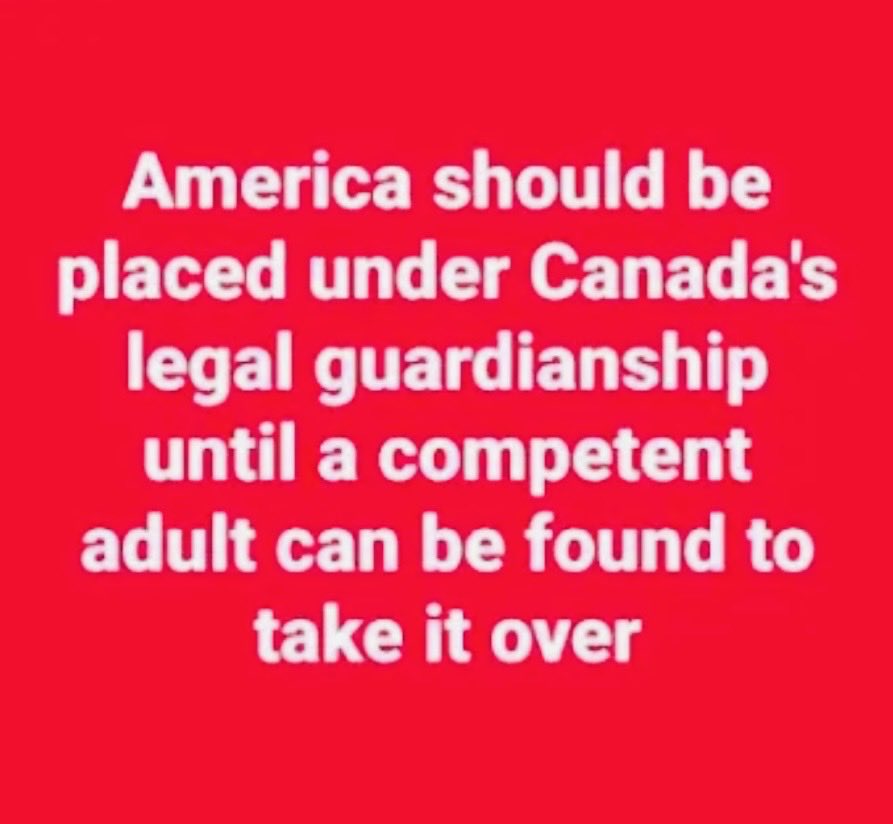 America should be
placed under Canada's
legal guardianship
until a competent
adult can be found to
take it over